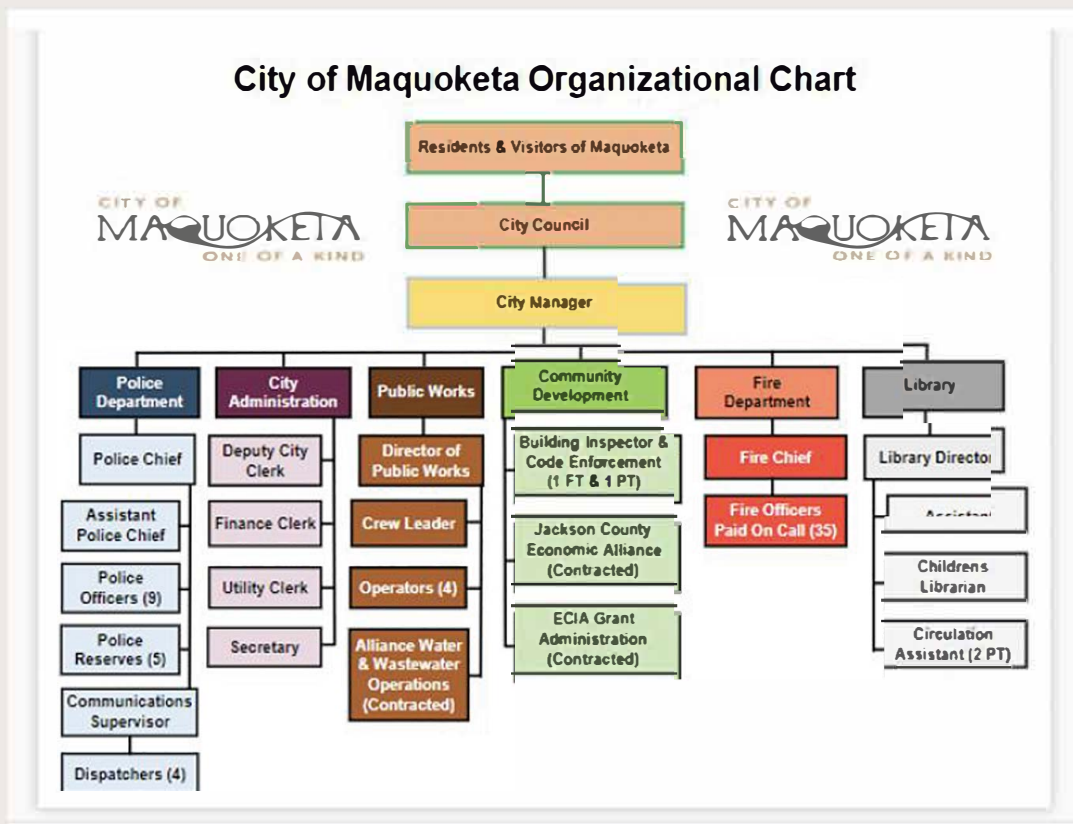 City of Maquoketa Organizational Chart
Residents & Visitors of Maquoketa
CITY OF
MAQUOKETA
ONE OF A KIND
CITY OF
MAQUOKETA
ONE OF A KIND
City Council
City Manager
Police
Department
Police Chief
Assistant
Police Chief
Police
Officers (9)
Police
Reserves (5)
Communications
Supervisor
Dispatchers (4)
City
Administration
Deputy City
Clerk
Finance Clerk
Utility Clerk
Secretary
Public Works
Director of
Public Works
Crew Leader
Operators (4)
Alliance Water
& Wastewater
Operations
(Contracted)
Community
Development
Building Inspector &
Code Enforcement
(1 FT & 1 PT)
Jackson County
Economic Alliance
(Contracted)
ECIA Grant
Administration
(Contracted)
Fire
Department
Fire Chief
Fire Officers
Paid On Call (35)
Library
Library Director
Childrens
Librarian
Circulation
Assistant (2 PT)